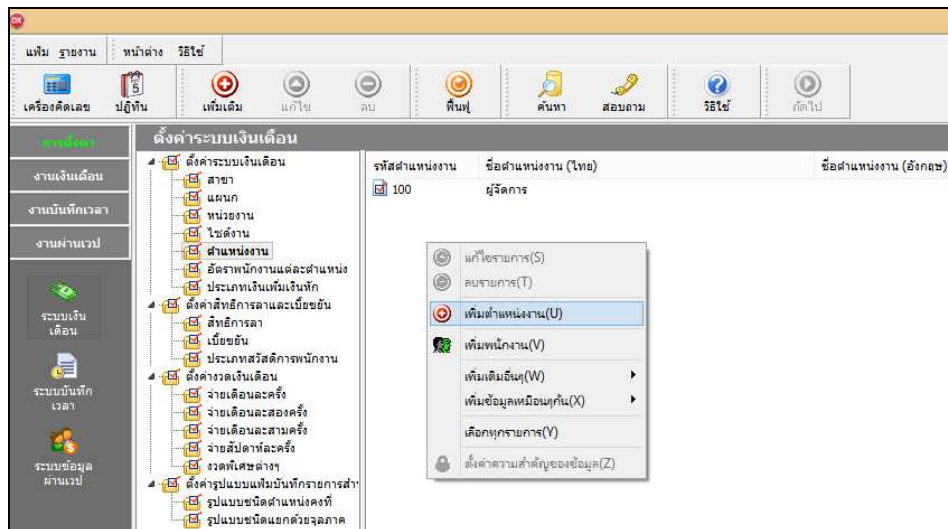 แฟ้ม รายงาน หน้าต่าง วิธีใช้
เครื่องคิดเลข ปฏิทิน เพิ่มเติม แก้ไข ลบ ฟื้นฟู ค้นหา สอบถาม วิธีใช้ ถัดไป
การตั้งค่า
งานเงินเดือน
งานบันทึกเวลา
งานผ่านเวป
ระบบเงิน
เดือน
ระบบบันทึก
เวลา
ระบบข้อมูล
ผ่านเวป
ตั้งค่าระบบเงินเดือน
ตั้งค่าระบบเงินเดือน
สาขา
แผนก
หน่วยงาน
ไซด์งาน
ตำแหน่งงาน
อัตราพนักงานแต่ละตำแหน่ง
ประเภทเงินเพิ่มเงินหัก
ตั้งค่าสิทธิการลาและเบี้ยขยัน
สิทธิการลา
เบี้ยขยัน
ประเภทสวัสดิการพนักงาน
ตั้งค่างวดเงินเดือน
จ่ายเดือนละครั้ง
จ่ายเดือนละสองครั้ง
จ่ายเดือนละสามครั้ง
จ่ายสัปดาห์ละครั้ง
งวดพิเศษต่างๆ
ตั้งค่ารูปแบบแฟ้มบันทึกรายการสำ
รูปแบบชนิดตำแหน่งคงที่
รูปแบบชนิดแยกด้วยจุลภาค
รหัสตำแหน่งงาน ชื่อตำแหน่งงาน (ไทย) ชื่อตำแหน่งงาน (อังกฤษ)
100 ผู้จัดการ
แก้ไขรายการ(S)
ลบรายการ(T)
เพิ่มตำแหน่งงาน(U)
เพิ่มพนักงาน(V)
เพิ่มเติมอื่นๆ(W)
เพิ่มข้อมูลเหมือนๆกัน(X)
เลือกทุกรายการ(Y)
ตั้งค่าความสำคัญของข้อมูล(Z)